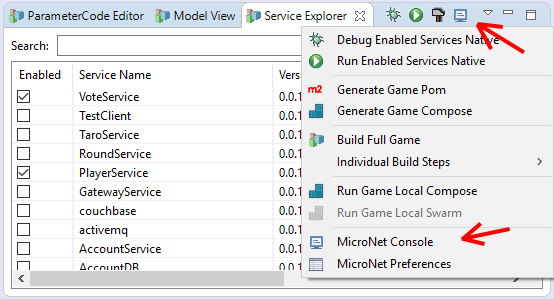 ParameterCode Editor
Model View
Service Explorer
Search:
Enabled
Service Name
Vers
VoteService
0.0.1
TestClient
0.0.1
TaroService
0.0.1
RoundService
0.0.1
PlayerService
0.0.1
GatewayService
0.0.1
couchbase
0.0.1
activemq
0.0.1
AccountService
0.0.1
AccountDB
0.0.1
Debug Enabled Services Native
Run Enabled Services Native
m2 Generate Game Pom
Generate Game Compose
Build Full Game
Individual Build Steps
Run Game Local Compose
Run Game Local Swarm
MicroNet Console
MicroNet Preferences